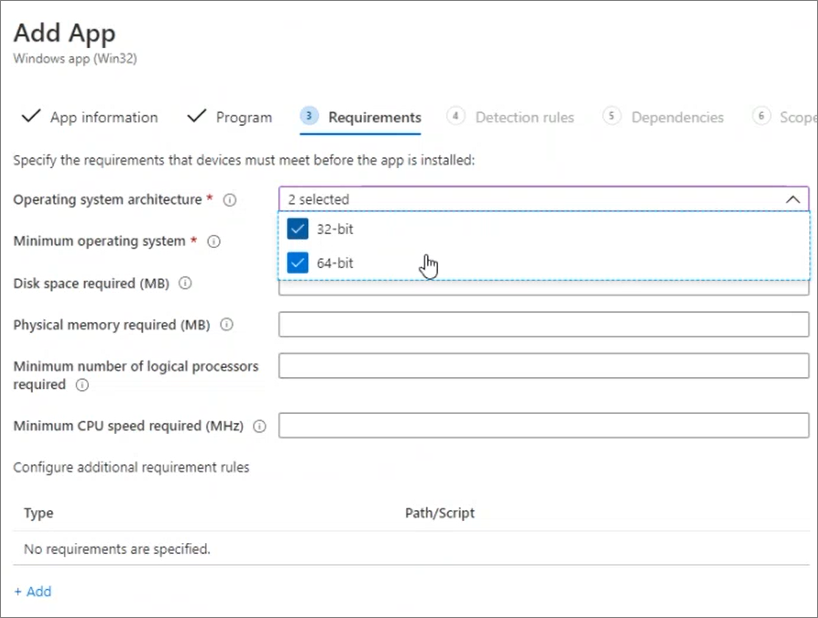 Add App
Windows app (Win32)
App information
Program
3 Requirements
4 Detection rules
5 Dependencies
6 Scope
Specify the requirements that devices must meet before the app is installed:
Operating system architecture *
2 selected
32-bit
Minimum operating system *
64-bit
Disk space required (MB)
Physical memory required (MB)
Minimum number of logical processors
required
Minimum CPU speed required (MHz)
Configure additional requirement rules
Type
Path/Script
No requirements are specified.
+ Add